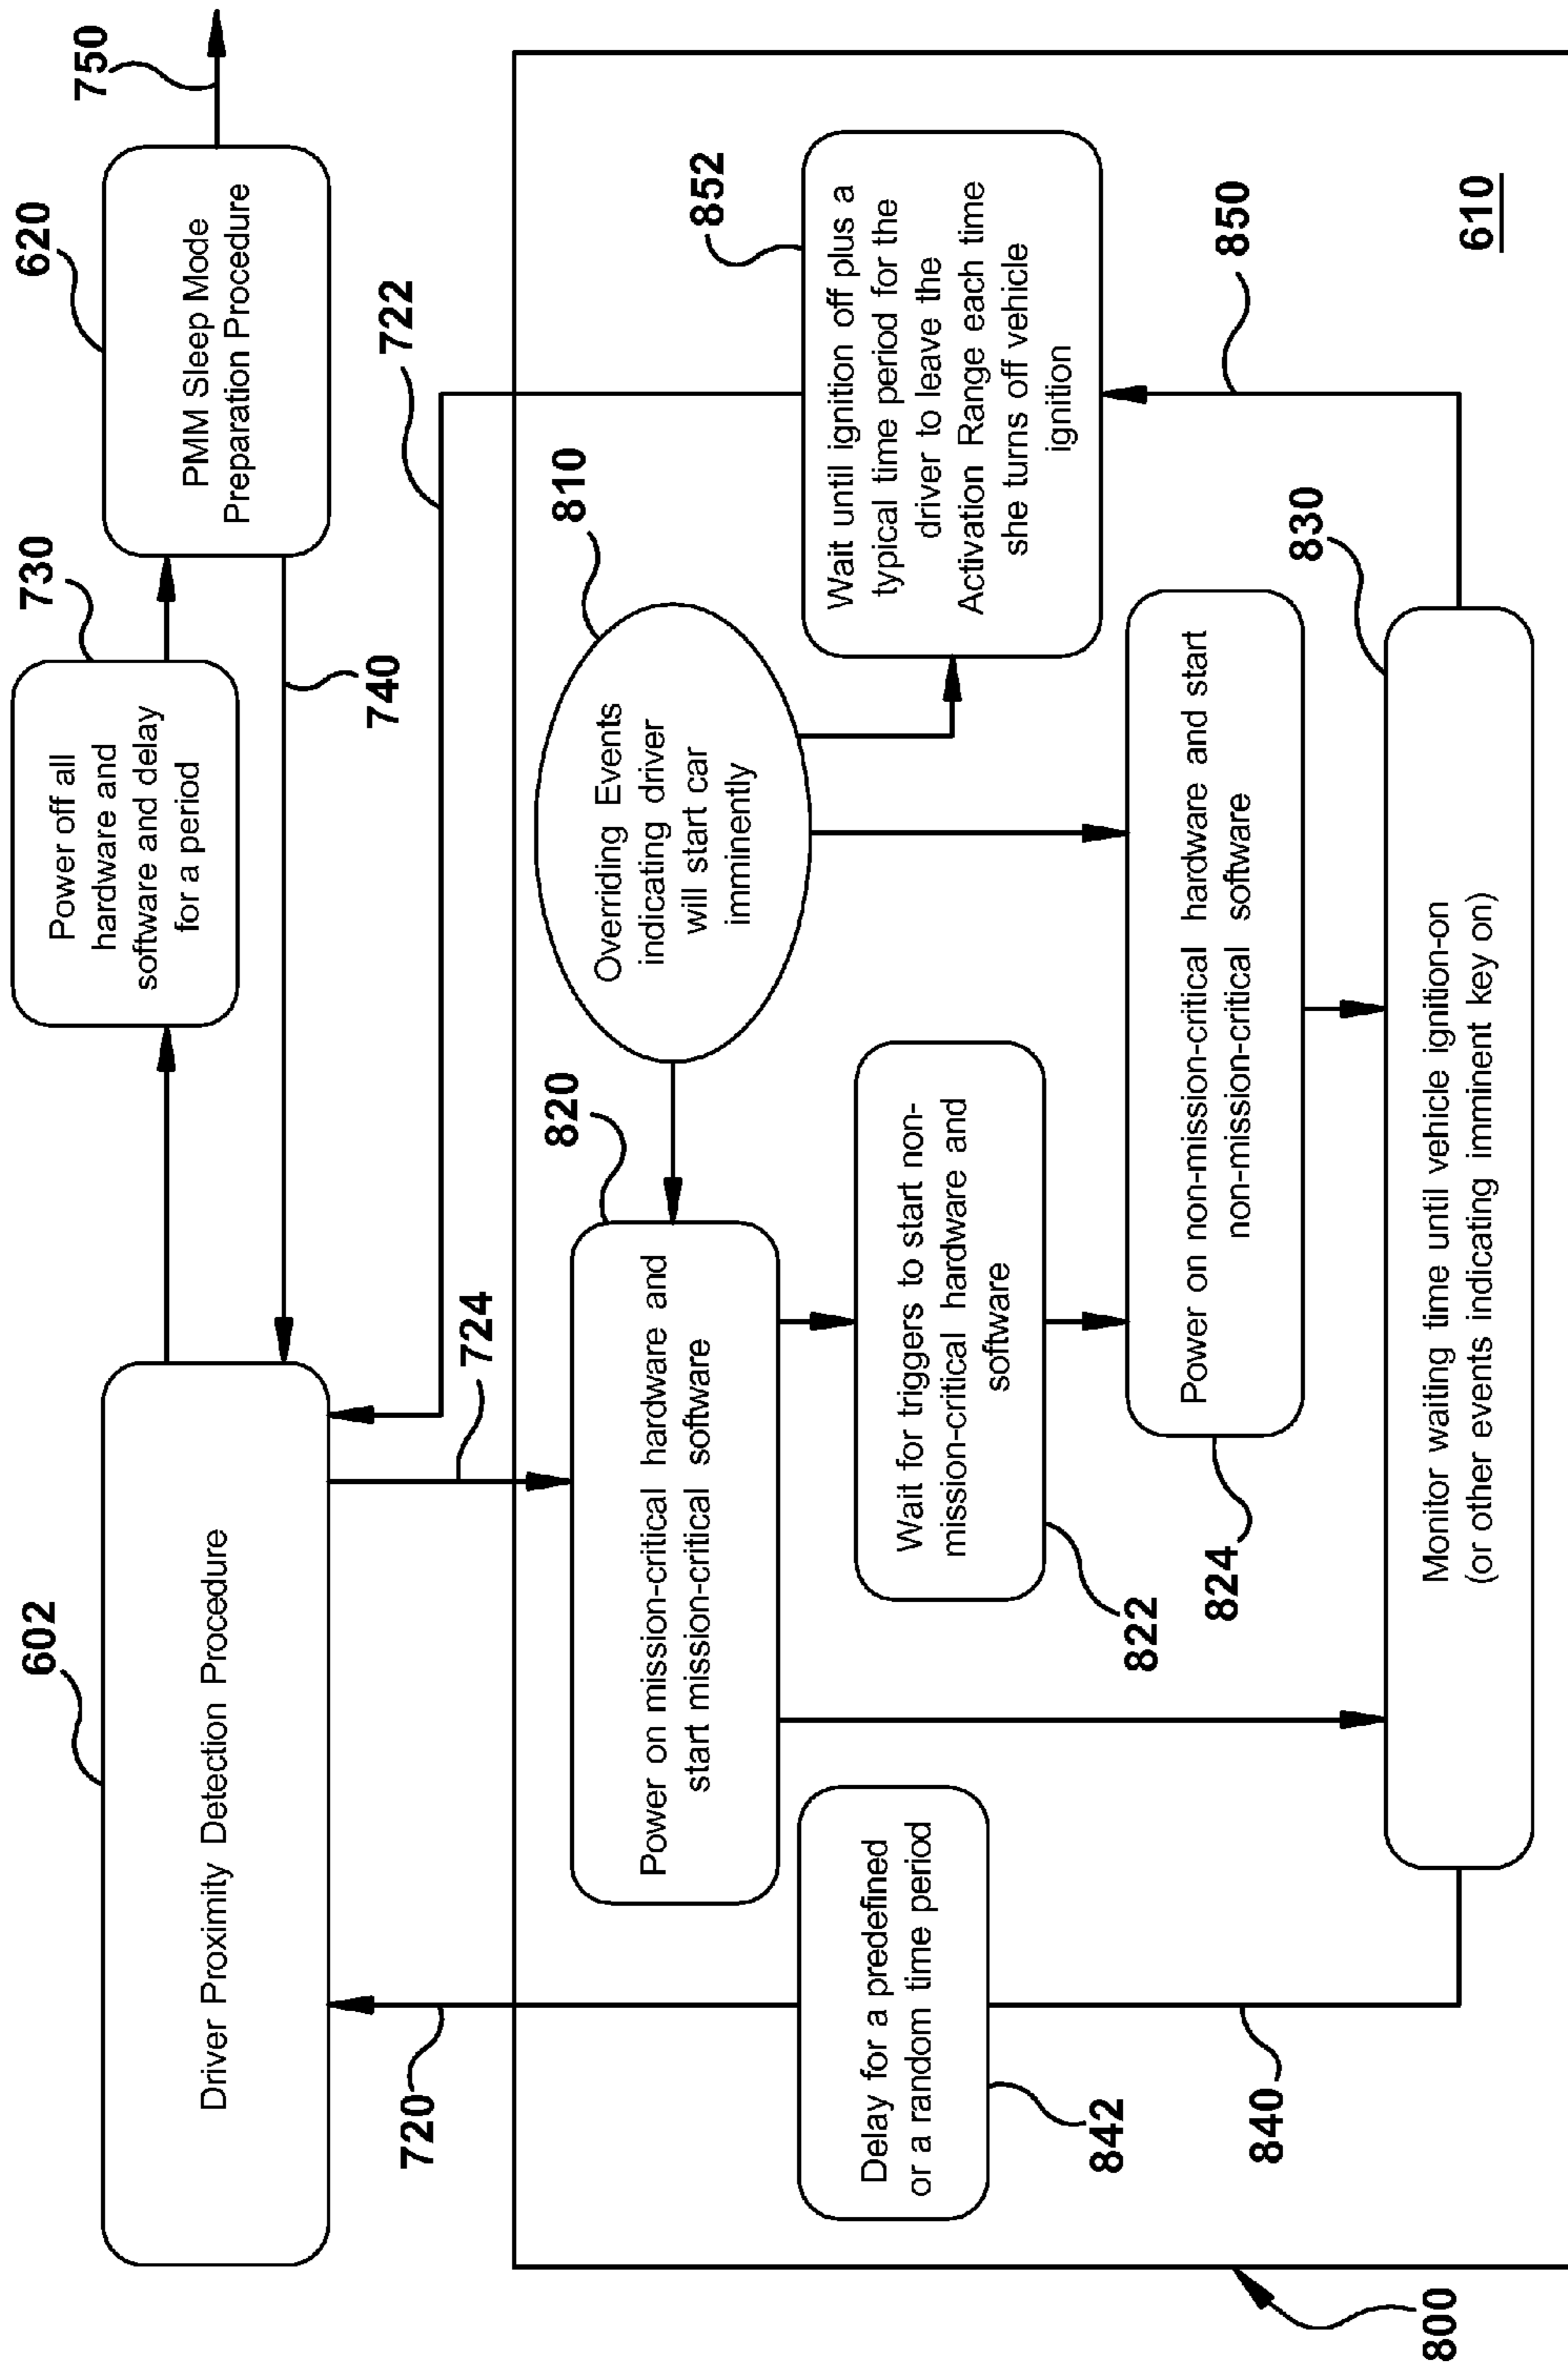 602
Driver Proximity Detection Procedure
730
Power off all
hardware and
software and delay
for a period
620
PMM Sleep Mode
Preparation Procedure
750
740
720
724
722
820
Power on mission-critical hardware and
start mission-critical software
810
Overriding Events
indicating driver
will start car
imminently
852
Wait until ignition off plus a
typical time period for the
driver to leave the
Activation Range each time
she turns off vehicle
ignition
842
Delay for a predefined
or a random time period
822
Wait for triggers to start non-
mission-critical hardware and
software
824
Power on non-mission-critical hardware and start
non-mission-critical software
840
830
Monitor waiting time until vehicle ignition-on
(or other events indicating imminent key on)
850
610
800